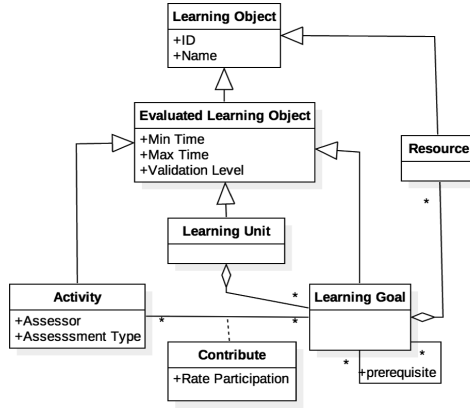 Learning Object
+ID
+Name
Evaluated Learning Object
+Min Time
+Max Time
+Validation Level
Resource
*
Learning Unit
*
Activity
+Assessor
+Assesssment Type
*
*
Learning Goal
*
*
+prerequisite
Contribute
+Rate Participation